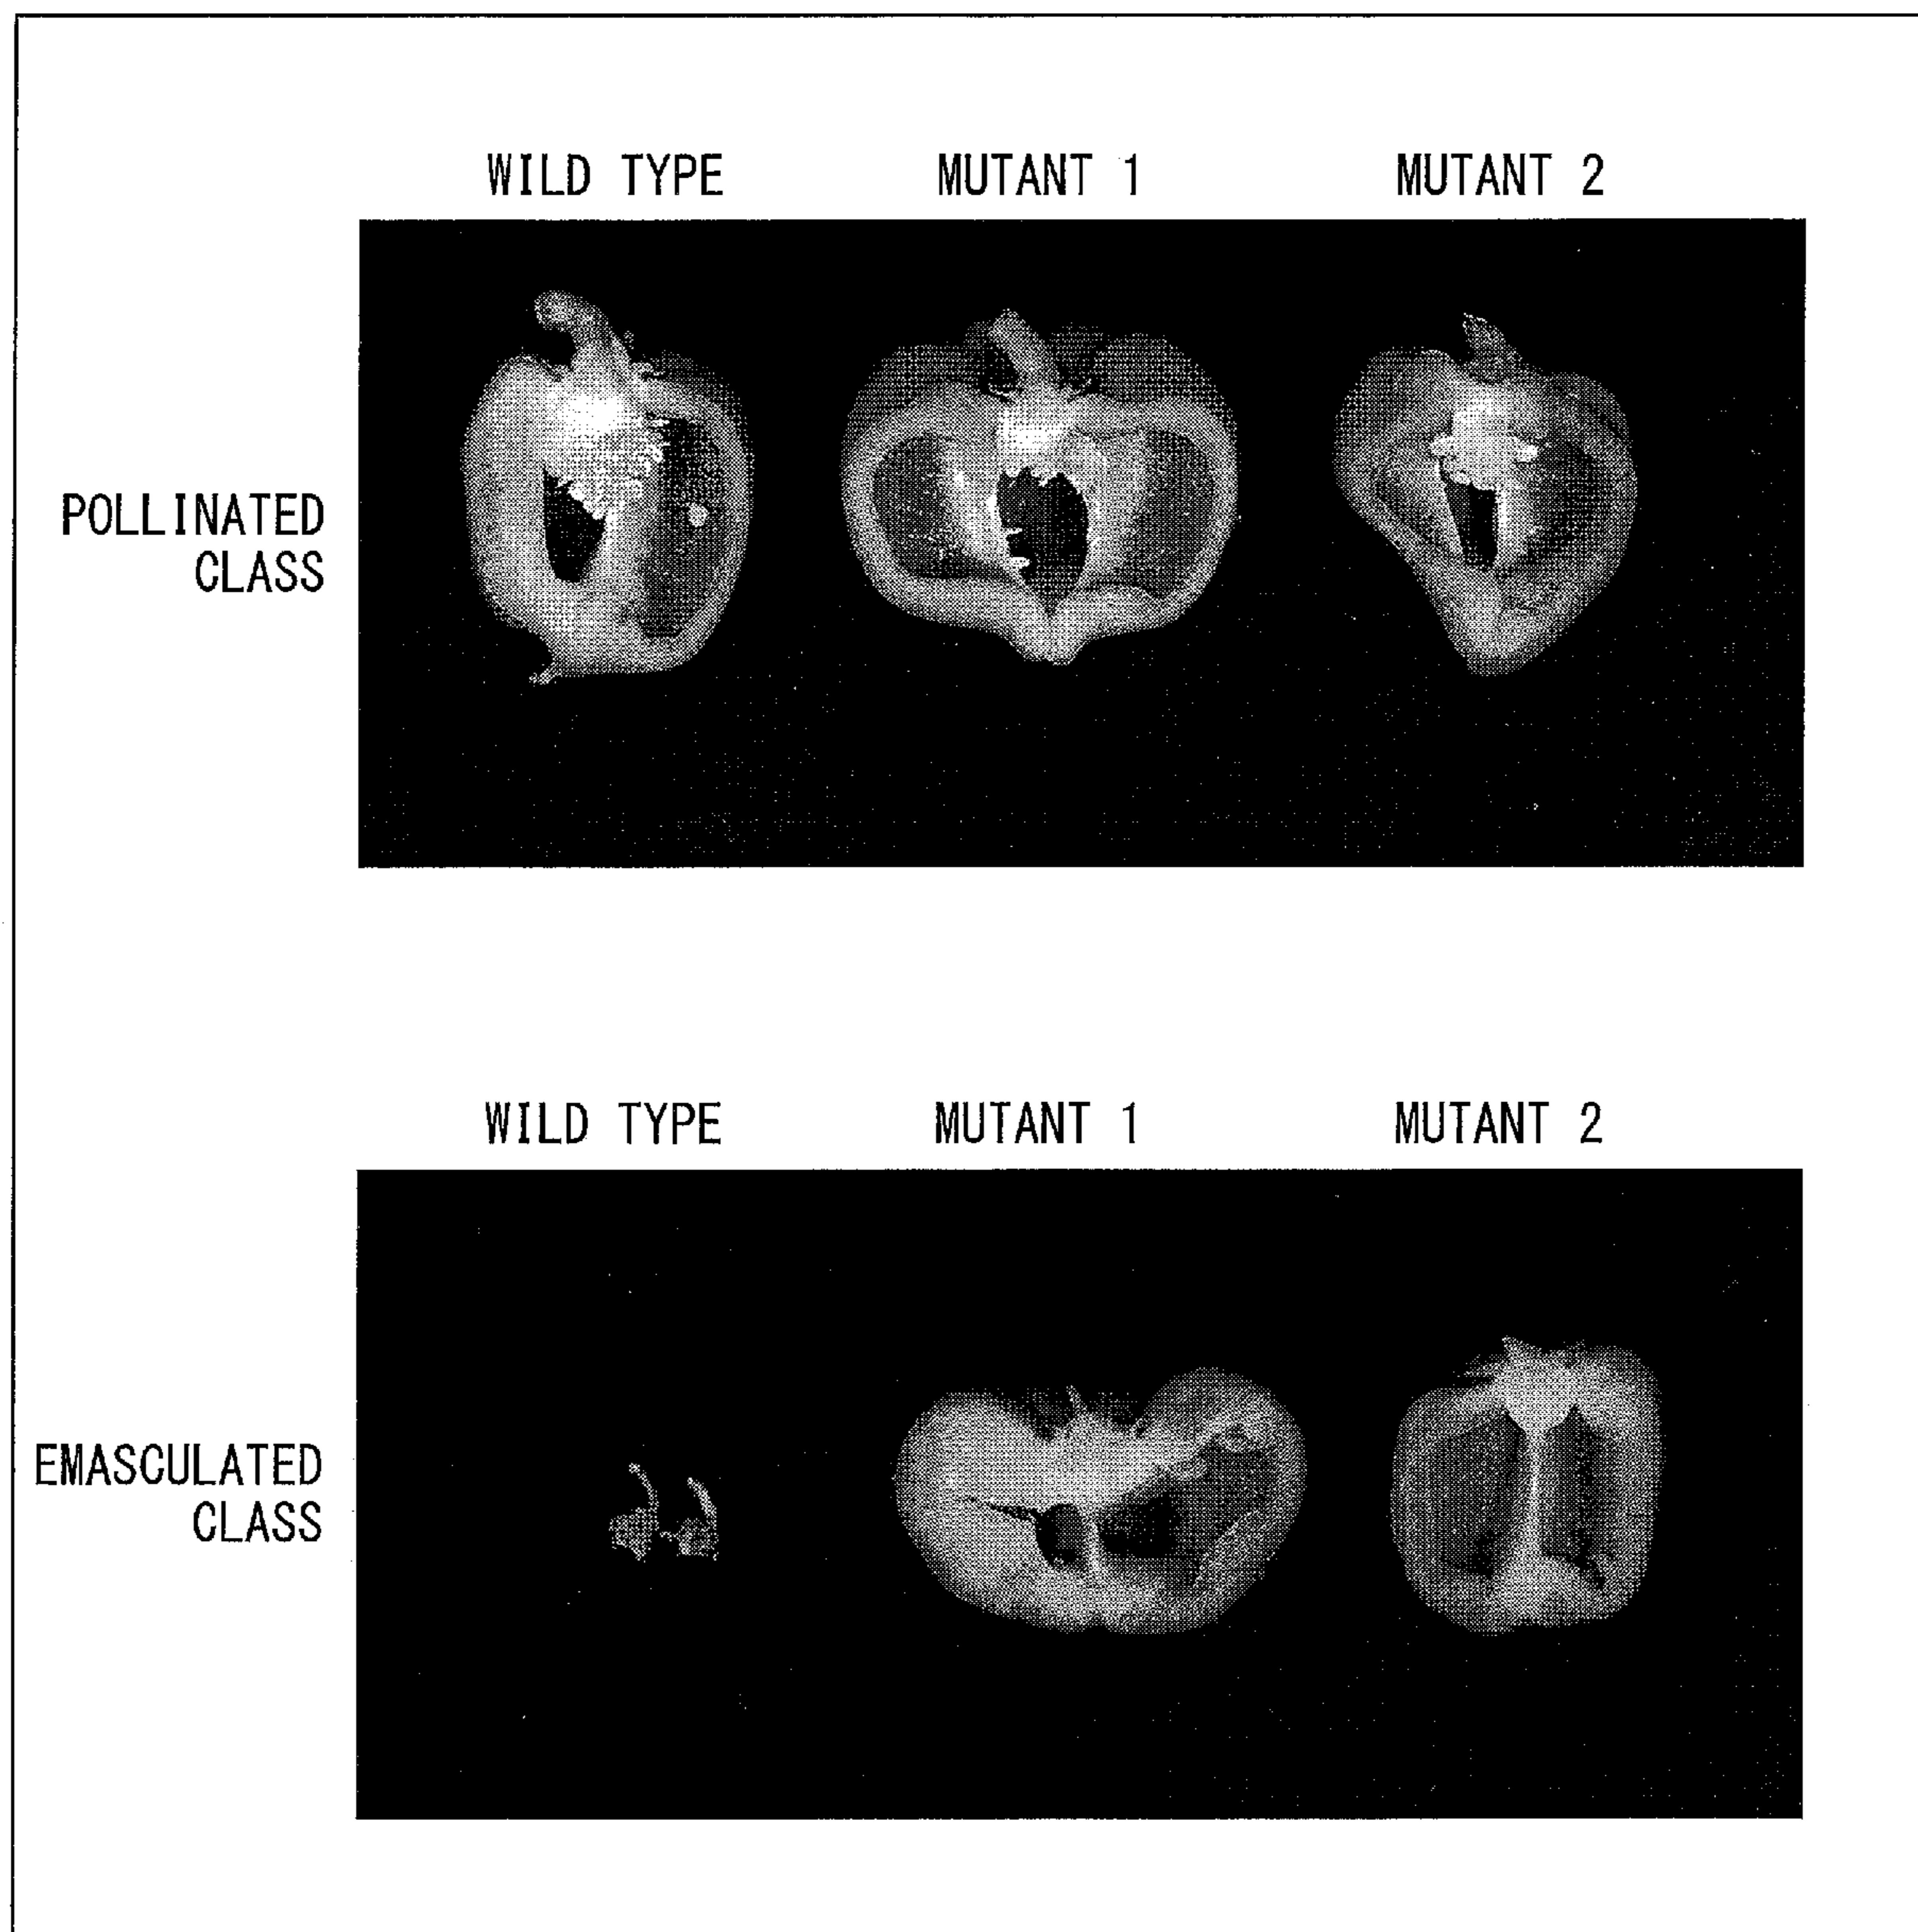 WILD TYPE MUTANT 1 MUTANT 2
POLLINATED
CLASS
WILD TYPE MUTANT 1 MUTANT 2
EMASCULATED
CLASS